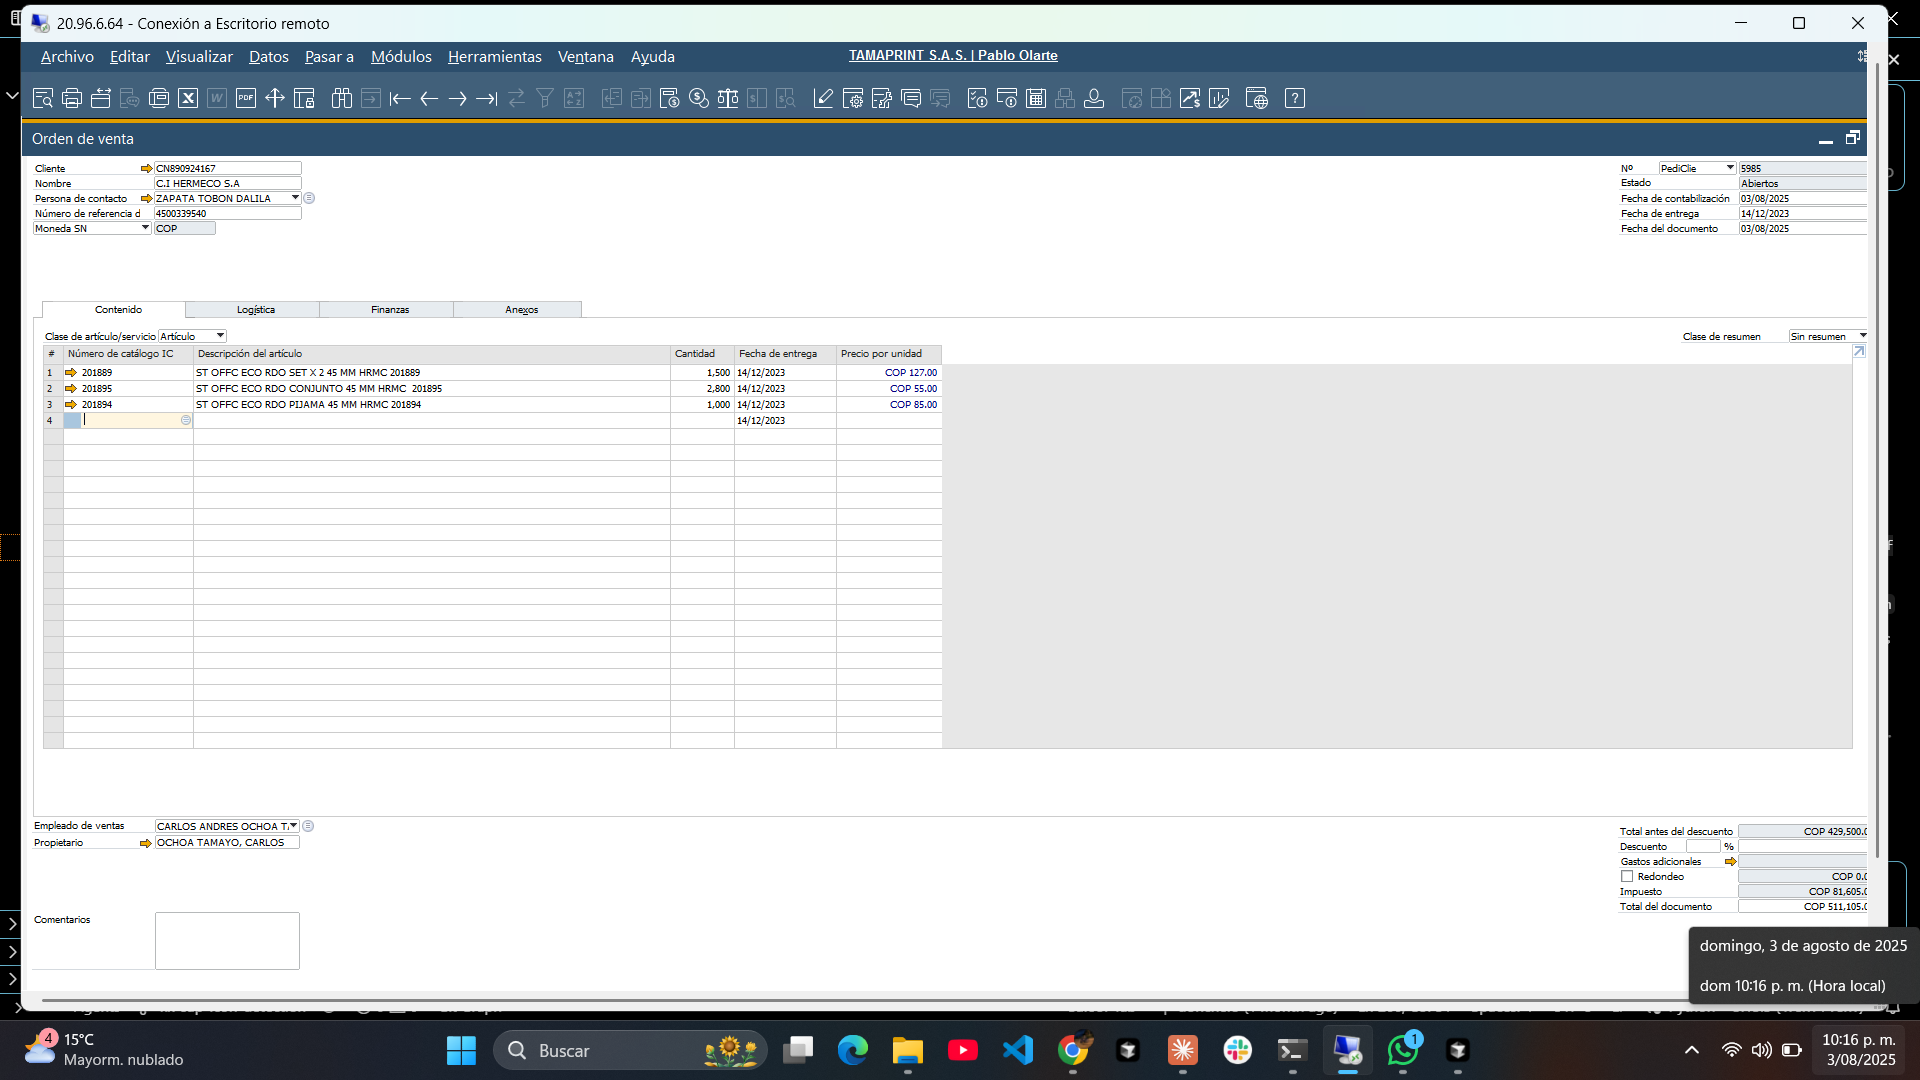 20.96.6.64 - Conexión a Escritorio remoto
Archivo Editar Visualizar Datos Pasar a Módulos Herramientas Ventana Ayuda
TAMAPRINT S.A.S. | Pablo Olarte
Orden de venta
Cliente CN890924167
Nombre C.I HERMECO S.A
Persona de contacto ZAPATA TOBON DALILA
Número de referencia d 4500339540
Moneda SN COP
Nº PediClie 5985
Estado Abiertos
Fecha de contabilización 03/08/2025
Fecha de entrega 14/12/2023
Fecha del documento 03/08/2025
Contenido Logística Finanzas Anexos
Clase de artículo/servicio Artículo
Clase de resumen Sin resumen
# Número de catálogo IC Descripción del artículo Cantidad Fecha de entrega Precio por unidad
1 201889 ST OFFC ECO RDO SET X 2 45 MM HRMC 201889 1,500 14/12/2023 COP 127.00
2 201895 ST OFFC ECO RDO CONJUNTO 45 MM HRMC 201895 2,800 14/12/2023 COP 55.00
3 201894 ST OFFC ECO RDO PIJAMA 45 MM HRMC 201894 1,000 14/12/2023 COP 85.00
4 14/12/2023
Empleado de ventas CARLOS ANDRES OCHOA T
Propietario OCHOA TAMAYO, CARLOS
Comentarios
Total antes del descuento COP 429,500.0
Descuento %
Gastos adicionales
Redondeo COP 0.0
Impuesto COP 81,605.0
Total del documento COP 511,105.0
domingo, 3 de agosto de 2025
dom 10:16 p. m. (Hora local)
4
15°C
Mayorm. nublado
Buscar
1
10:16 p. m.
3/08/2025